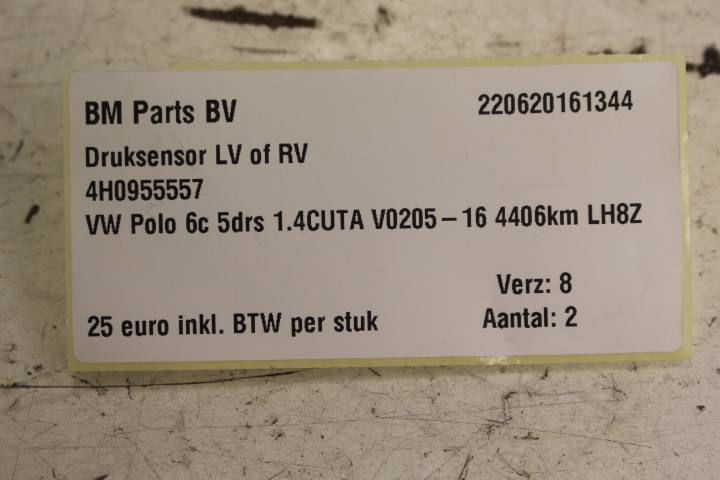 BM Parts BV 220620161344
Druksensor LV of RV
4H0955557
VW Polo 6c 5drs 1.4CUTA V0205-16 4406km LH8Z
Verz: 8
25 euro inkl. BTW per stuk Aantal: 2